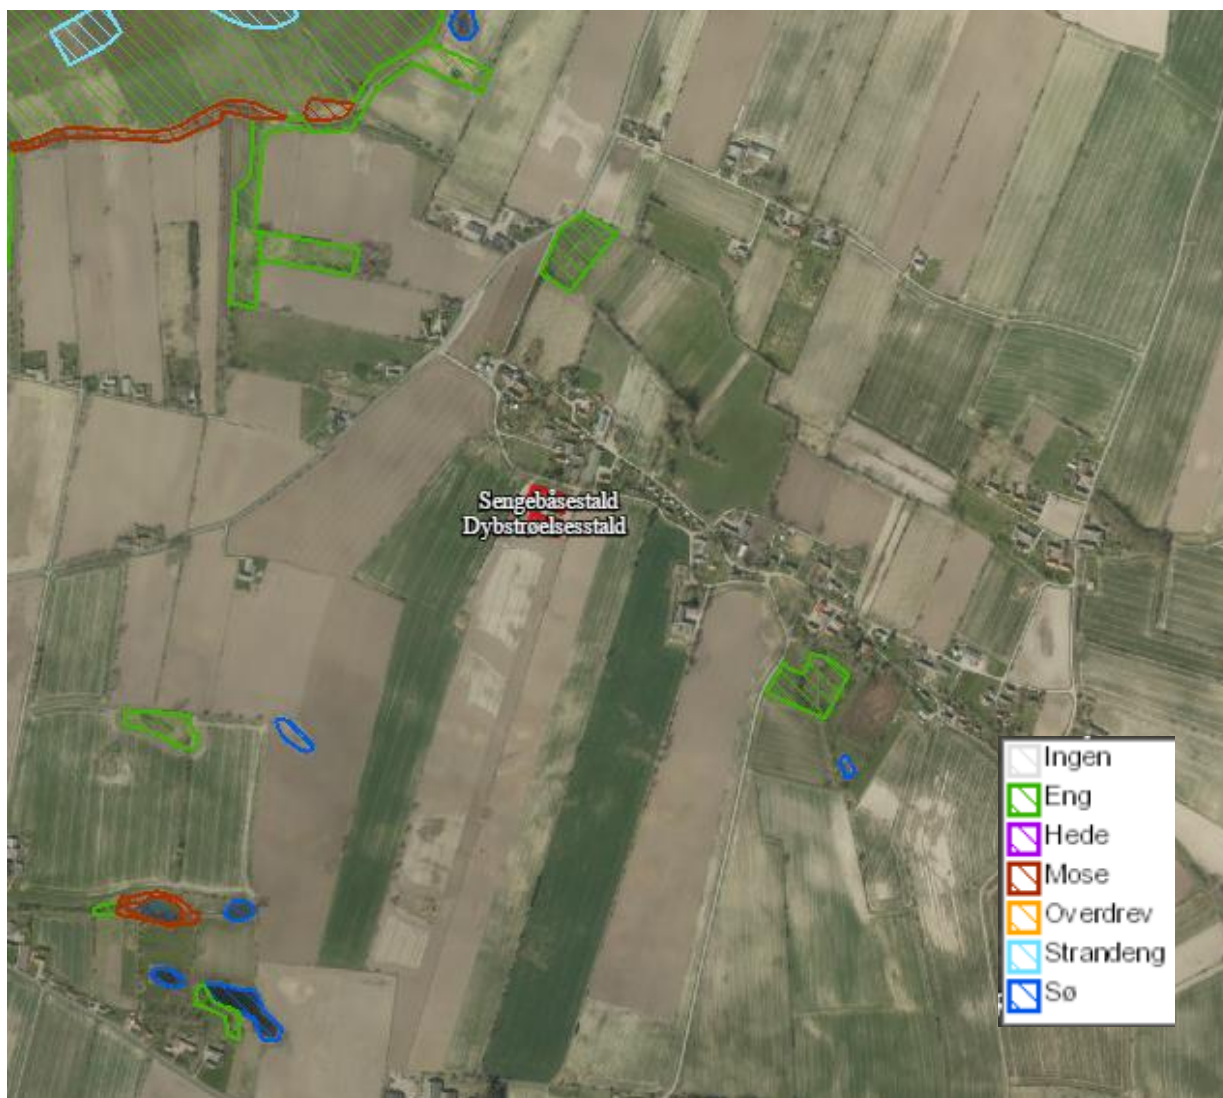 Sengebåsestald
Dybstrøelsesstald
Ingen
Eng
Hede
Mose
Overdrev
Strandeng
Sø